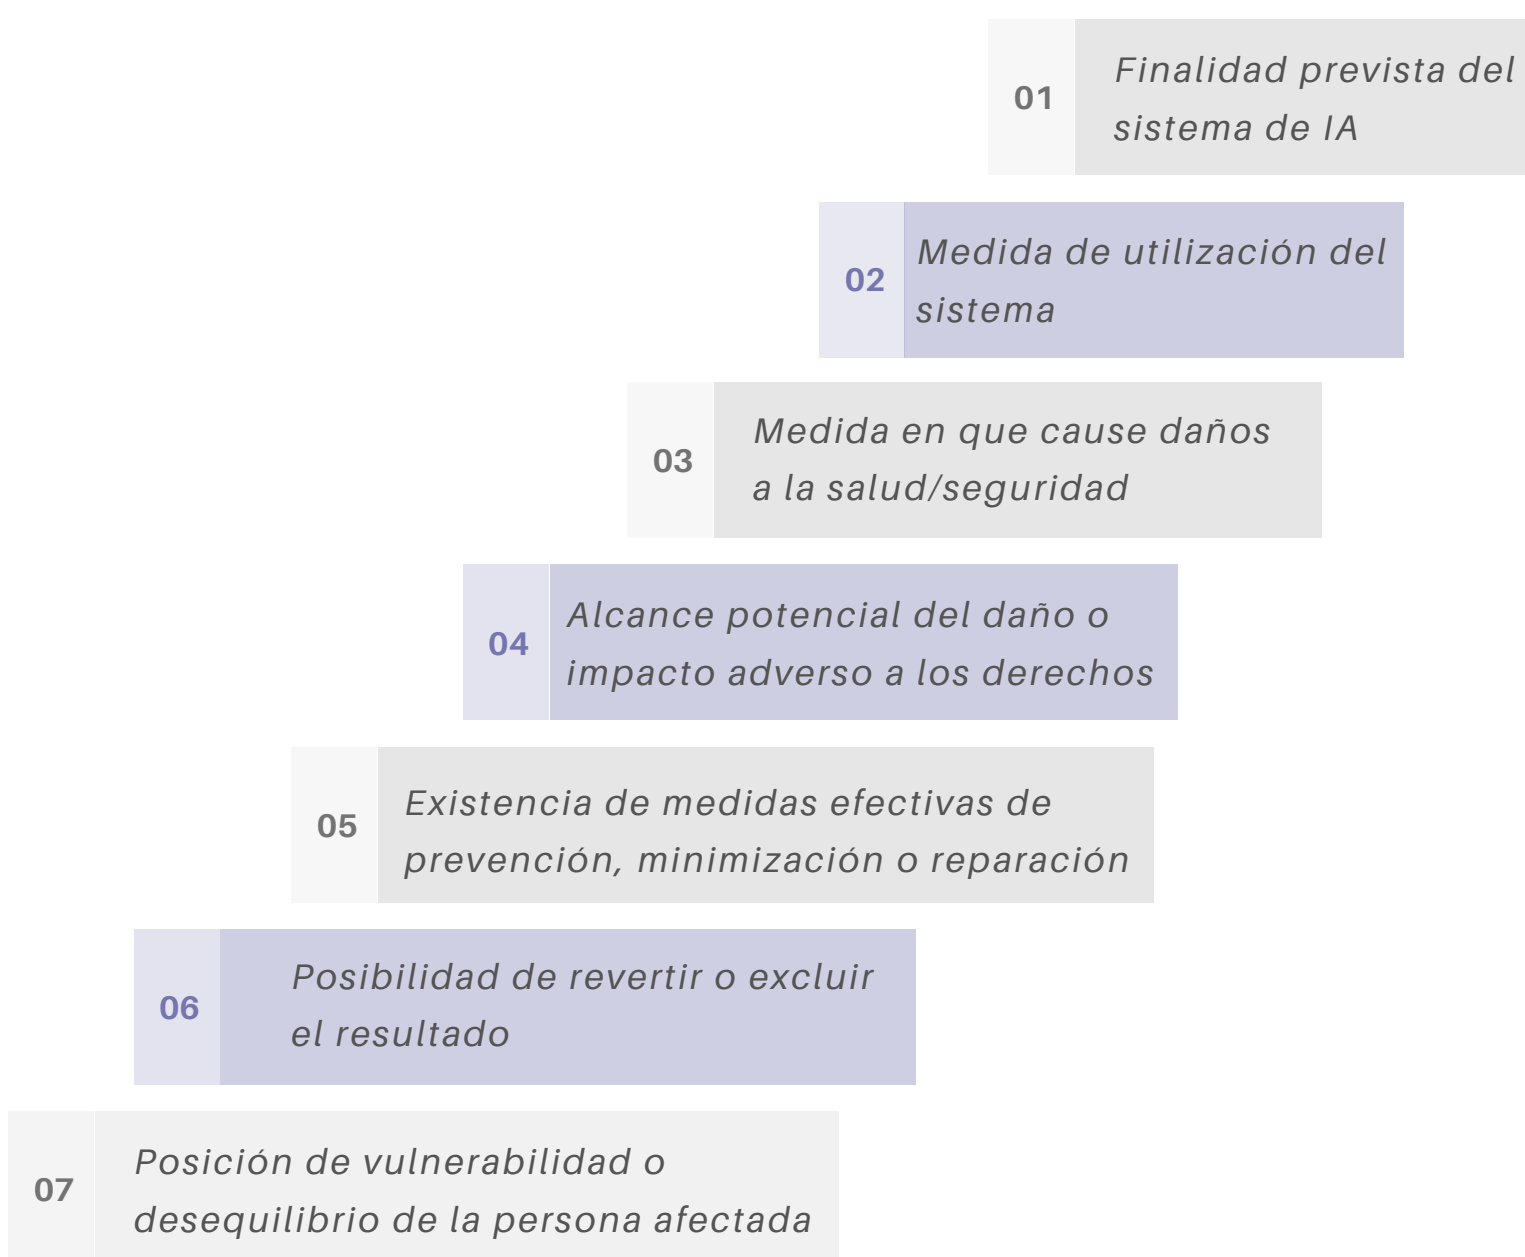 01
Finalidad prevista del
sistema de IA
02
Medida de utilización del
sistema
03
Medida en que cause daños
a la salud/seguridad
04
Alcance potencial del daño o
impacto adverso a los derechos
05
Existencia de medidas efectivas de
prevención, minimización o reparación
06
Posibilidad de revertir o excluir
el resultado
07
Posición de vulnerabilidad o
desequilibrio de la persona afectada